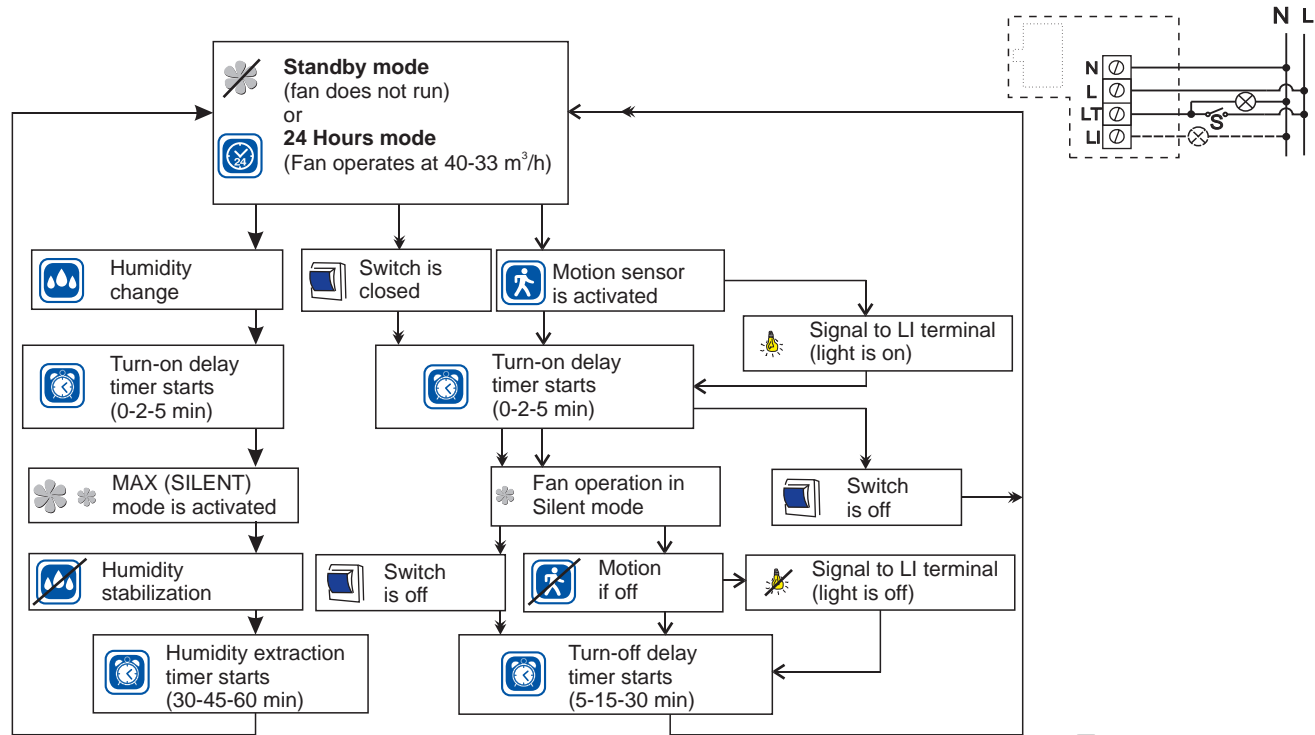 Standby mode
(fan does not run)
or
24 Hours mode
(Fan operates at 40-33 m³/h)
24
N L
N
L
LT
LI
S
Humidity
change
Switch is
closed
Motion sensor
is activated
Signal to LI terminal
(light is on)
Turn-on delay
timer starts
(0-2-5 min)
Turn-on delay
timer starts
(0-2-5 min)
MAX (SILENT)
mode is activated
Fan operation in
Silent mode
Switch
is off
Humidity
stabilization
Switch
is off
Motion
if off
Signal to LI terminal
(light is off)
Humidity extraction
timer starts
(30-45-60 min)
Turn-off delay
timer starts
(5-15-30 min)